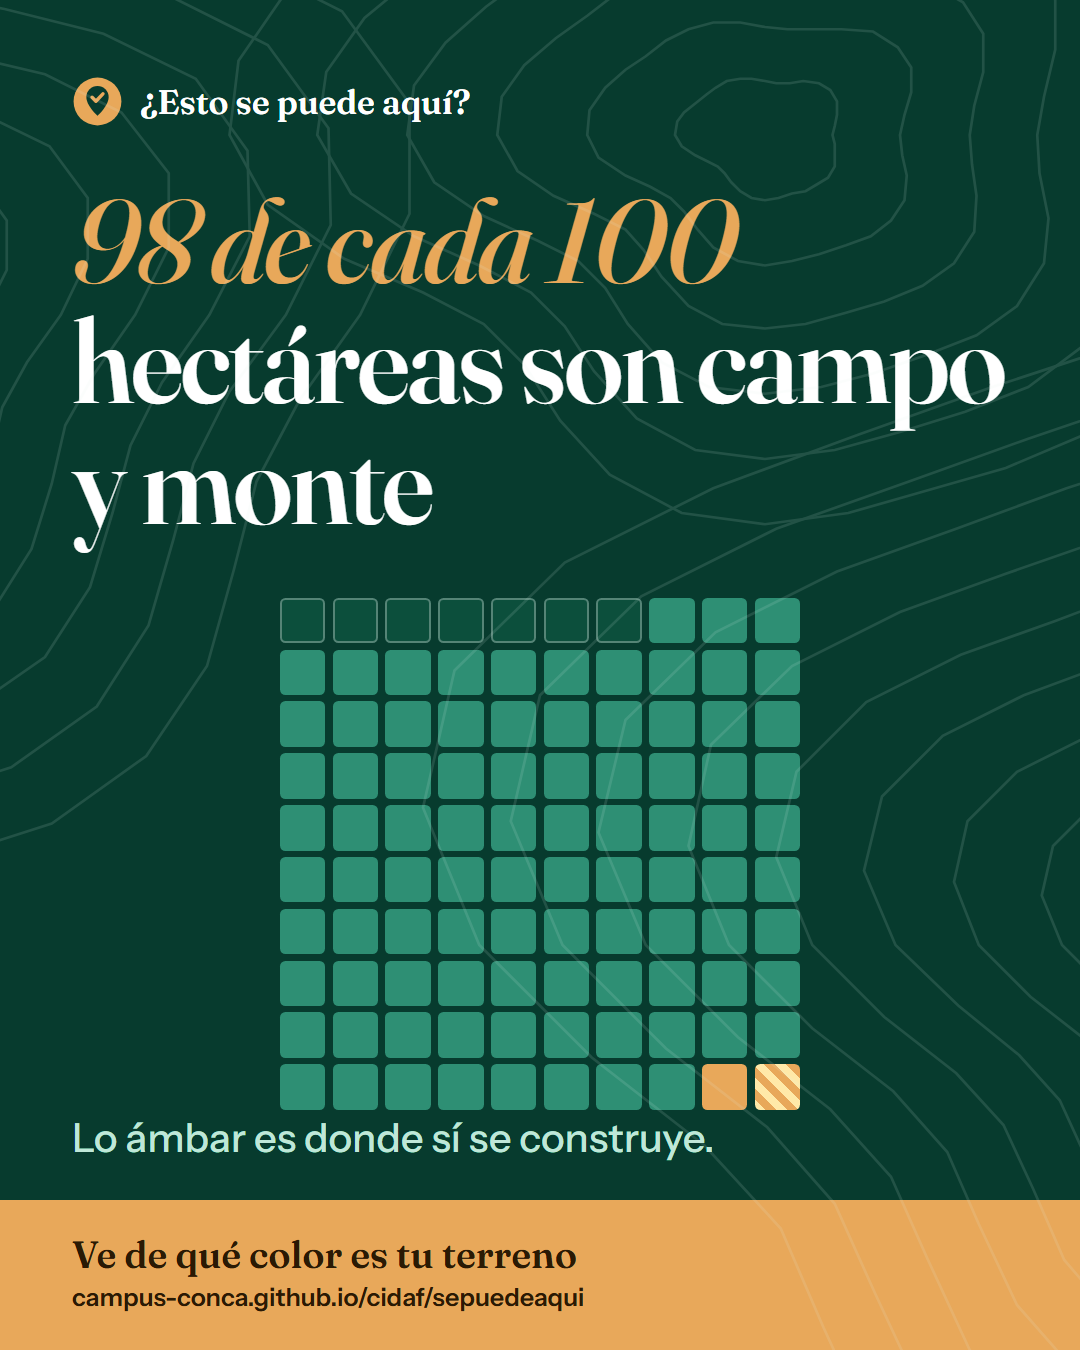 ¿Esto se puede aquí?
98 de cada 100
hectáreas son campo
y monte
Lo ámbar es donde sí se construye.
Ve de qué color es tu terreno
campus-conca.github.io/cidaf/sepuedeaqui